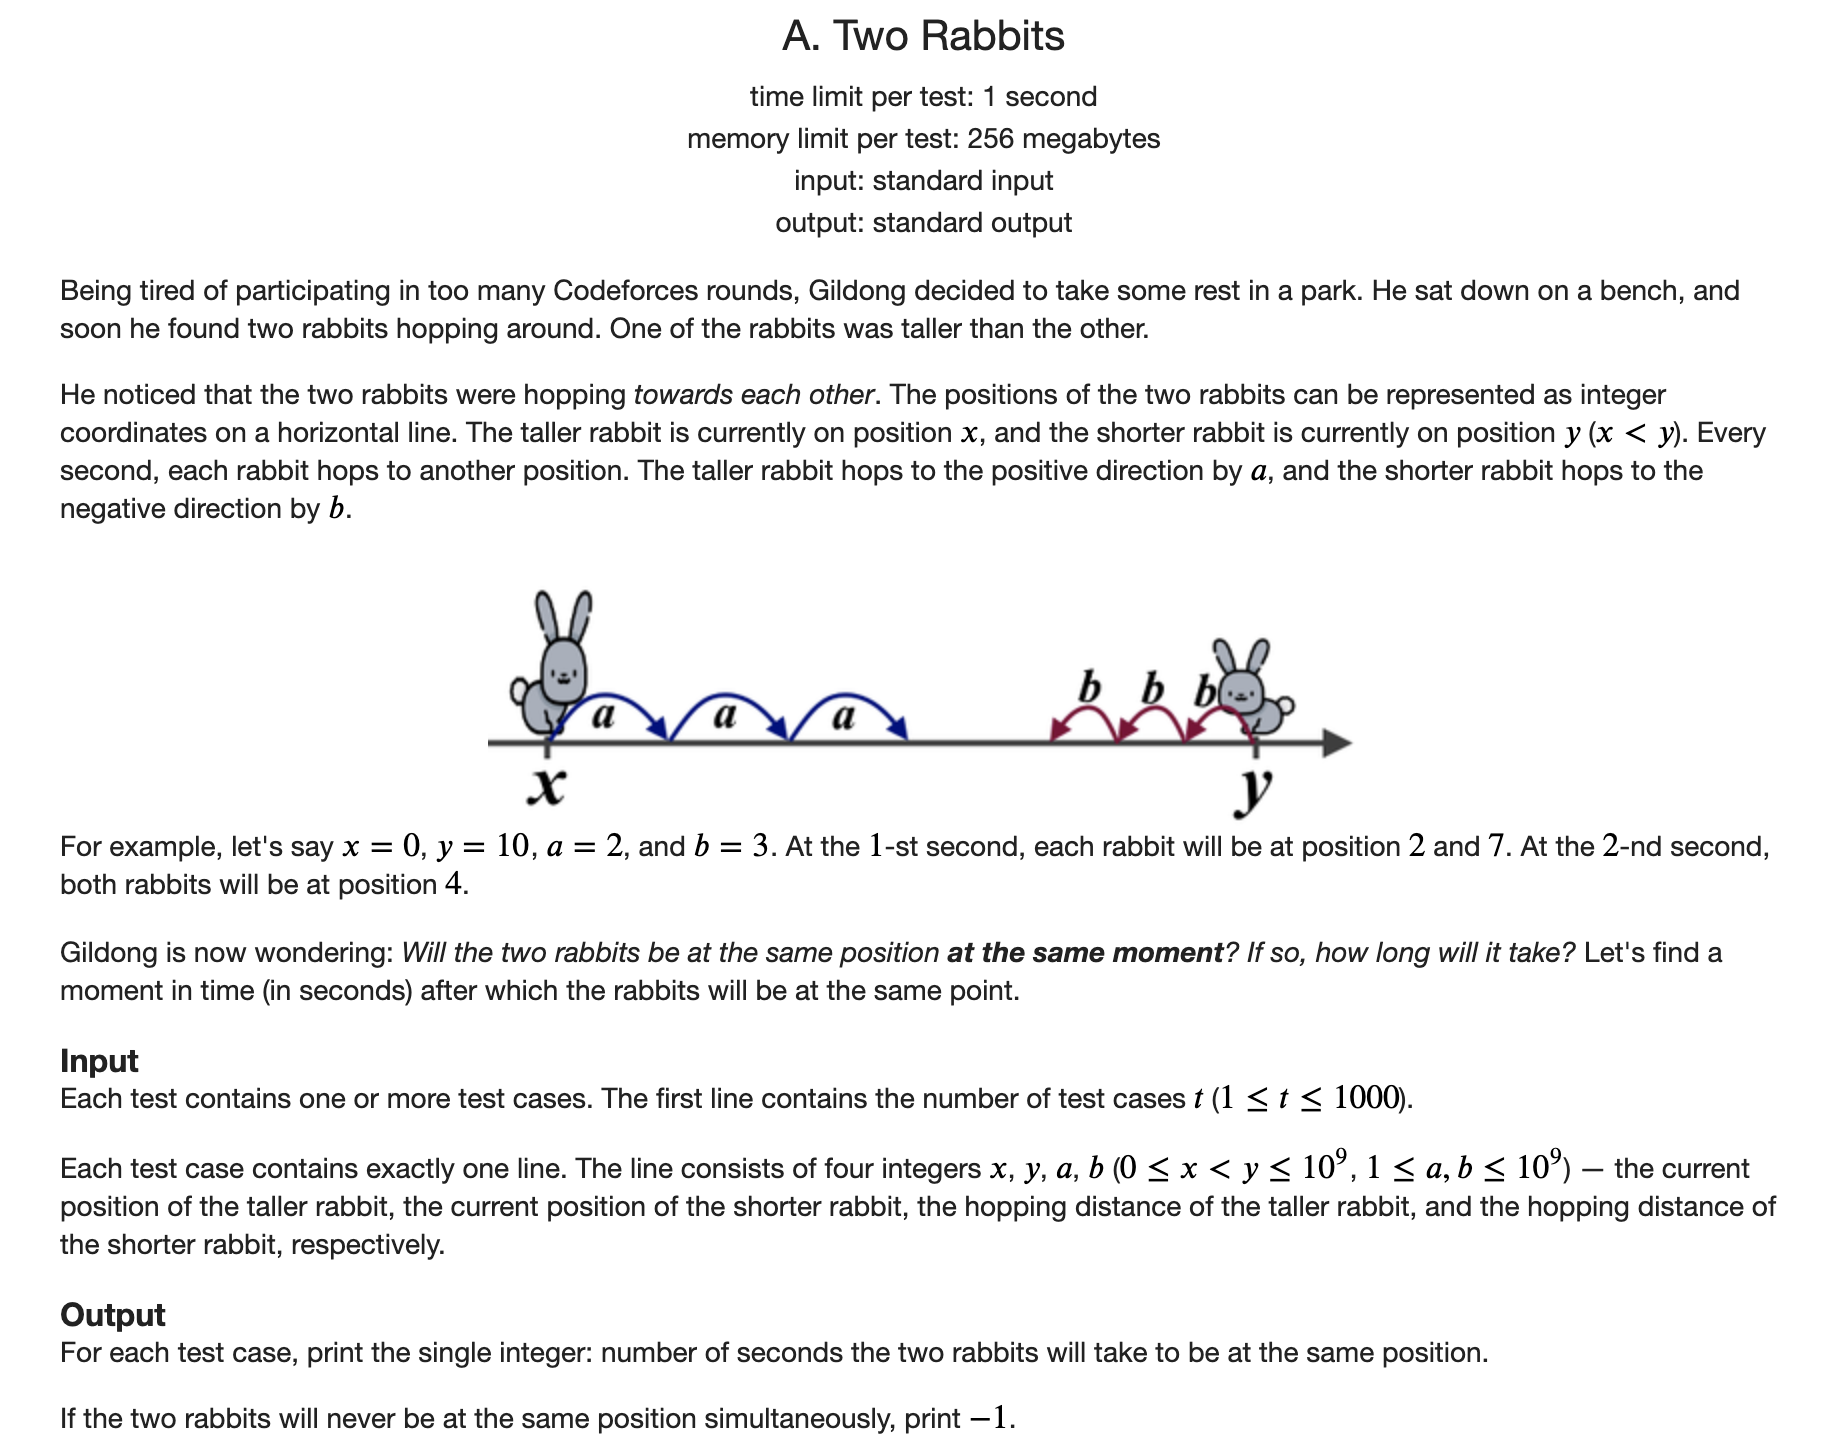 A. Two Rabbits
time limit per test: 1 second
memory limit per test: 256 megabytes
input: standard input
output: standard output
Being tired of participating in too many Codeforces rounds, Gildong decided to take some rest in a park. He sat down on a bench, and
soon he found two rabbits hopping around. One of the rabbits was taller than the other.
He noticed that the two rabbits were hopping towards each other. The positions of the two rabbits can be represented as integer
coordinates on a horizontal line. The taller rabbit is currently on position x, and the shorter rabbit is currently on position y (x < y). Every
second, each rabbit hops to another position. The taller rabbit hops to the positive direction by a, and the shorter rabbit hops to the
negative direction by b.
a a a b b b
x y
For example, let's say x = 0, y = 10, a = 2, and b = 3. At the 1-st second, each rabbit will be at position 2 and 7. At the 2-nd second,
both rabbits will be at position 4.
Gildong is now wondering: Will the two rabbits be at the same position at the same moment? If so, how long will it take? Let's find a
moment in time (in seconds) after which the rabbits will be at the same point.
Input
Each test contains one or more test cases. The first line contains the number of test cases t (1 ≤ t ≤ 1000).
Each test case contains exactly one line. The line consists of four integers x, y, a, b (0 ≤ x < y ≤ 10⁹, 1 ≤ a, b ≤ 10⁹) — the current
position of the taller rabbit, the current position of the shorter rabbit, the hopping distance of the taller rabbit, and the hopping distance of
the shorter rabbit, respectively.
Output
For each test case, print the single integer: number of seconds the two rabbits will take to be at the same position.
If the two rabbits will never be at the same position simultaneously, print −1.